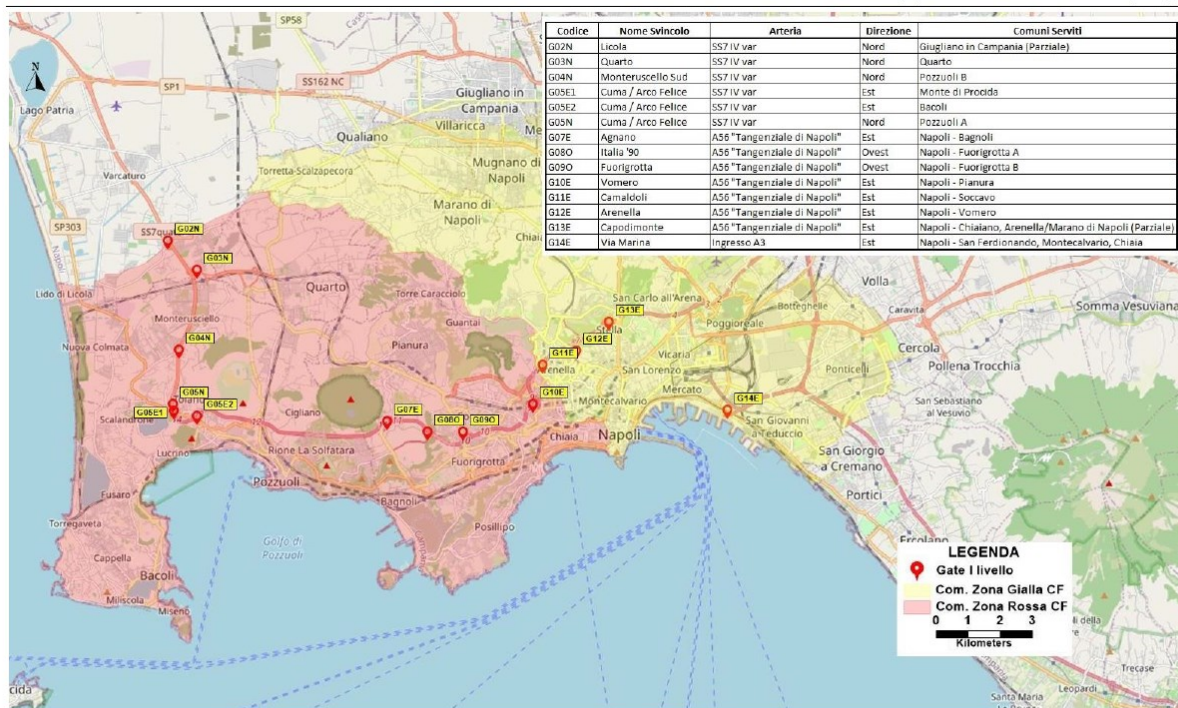 Codice Nome Svincolo Arteria Direzione Comuni Serviti
G02N Licola SS7 IV var Nord Giugliano in Campania (Parziale)
G03N Quarto SS7 IV var Nord Quarto
G04N Monteruscello Sud SS7 IV var Nord Pozzuoli B
G05E1 Cuma / Arco Felice SS7 IV var Est Monte di Procida
G05E2 Cuma / Arco Felice SS7 IV var Est Bacoli
G05N Cuma / Arco Felice SS7 IV var Nord Pozzuoli A
G07E Agnano A56 "Tangenziale di Napoli" Est Napoli - Bagnoli
G08O Italia '90 A56 "Tangenziale di Napoli" Ovest Napoli - Fuorigrotta A
G09O Fuorigrotta A56 "Tangenziale di Napoli" Ovest Napoli - Fuorigrotta B
G10E Vomero A56 "Tangenziale di Napoli" Est Napoli - Pianura
G11E Camaldoli A56 "Tangenziale di Napoli" Est Napoli - Soccavo
G12E Arenella A56 "Tangenziale di Napoli" Est Napoli - Vomero
G13E Capodimonte A56 "Tangenziale di Napoli" Est Napoli - Chiaiano, Arenella/Marano di Napoli (Parziale)
G14E Via Marina Ingresso A3 Est Napoli - San Ferdionando, Montecalvario, Chiaia
SP58
N
SP1
SS162 NC
Lago Patria
Giugliano in
Campania
Villaricca
Qualiano
Mugnano di
Napoli
Torretta-Scalzapecora
Varcaturo
Marano di
Napoli
SP303
SS7qua
G02N
G03N
Lido di Licola
Quarto
Torre Caracciolo
San Carlo all'Arena
Botteghelle
Volla
Caravita
Somma Vesuviana
Monterusciello
Guantai
G13E
Stella
Poggioreale
Nuova Colmata
G04N
Pianura
G12E
G11E
Vicaria
Cercola
Pollena Trocchia
Ponticelli
San Lorenzo
Mercato
San Sebastiano
al Vesuvio
G05N
G05E1
G05E2
Scalandrone
Cigliano
G07E
G10E
Montecalvario
G14E
G08O
G09O
Lucrino
Rione La Solfatara
Fuorigrotta
Chiaia
Napoli
San Giovanni
a Teduccio
San Giorgio
a Cremano
Pozzuoli
Fusaro
Bagnoli
Portici
Torregaveta
Posillipo
Golfo di
Pozzuoli
Ercolano
Cappella
Bacoli
Miliscola
Miseno
LEGENDA
Gate I livello
Com. Zona Gialla CF
Com. Zona Rossa CF
0 1 2 3
Kilometers
Trecase
Leopardi
Santa Maria